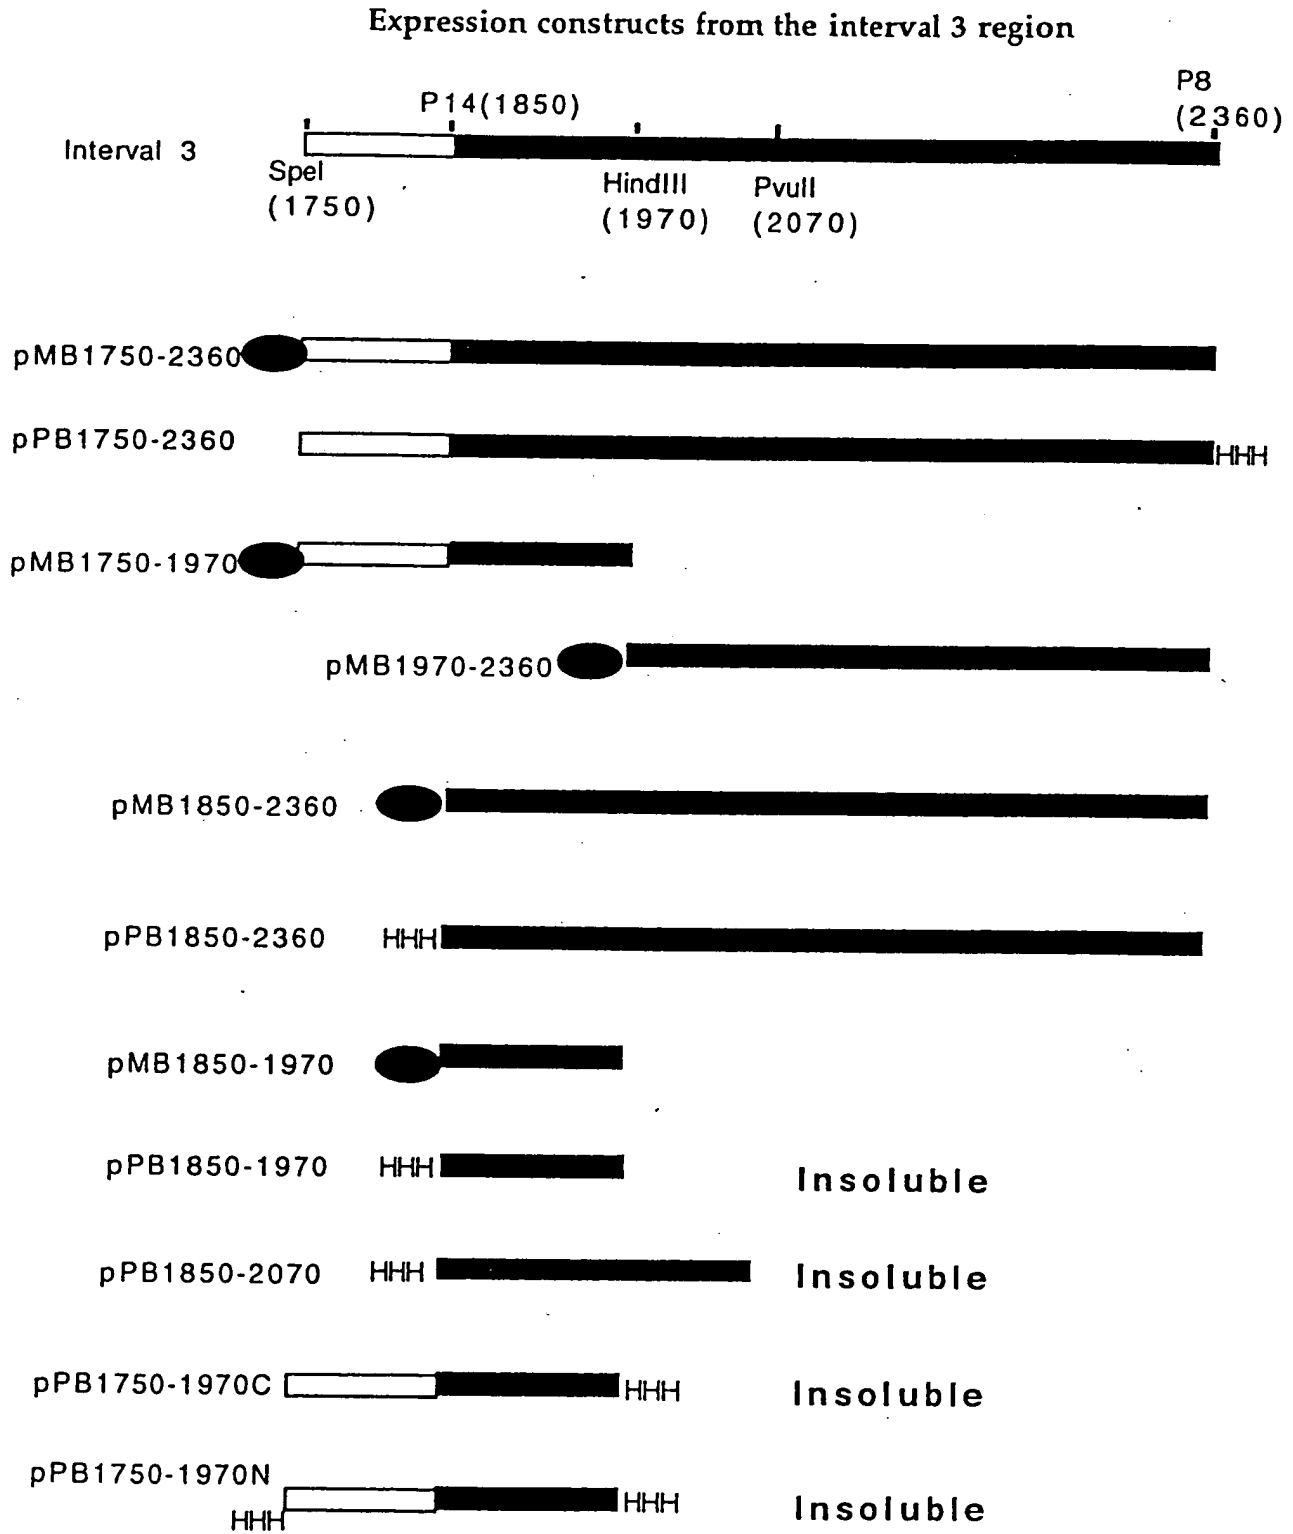 Expression constructs from the interval 3 region
P8
P14(1850)
(2360)
Interval 3
SpeI
(1750)
HindIII
(1970)
PvuII
(2070)
pMB1750-2360
pPB1750-2360
HHH
pMB1750-1970
pMB1970-2360
pMB1850-2360
pPB1850-2360 HHH
pMB1850-1970
pPB1850-1970 HHH Insoluble
pPB1850-2070 HHH Insoluble
pPB1750-1970C HHH Insoluble
pPB1750-1970N
HHH Insoluble
HHH